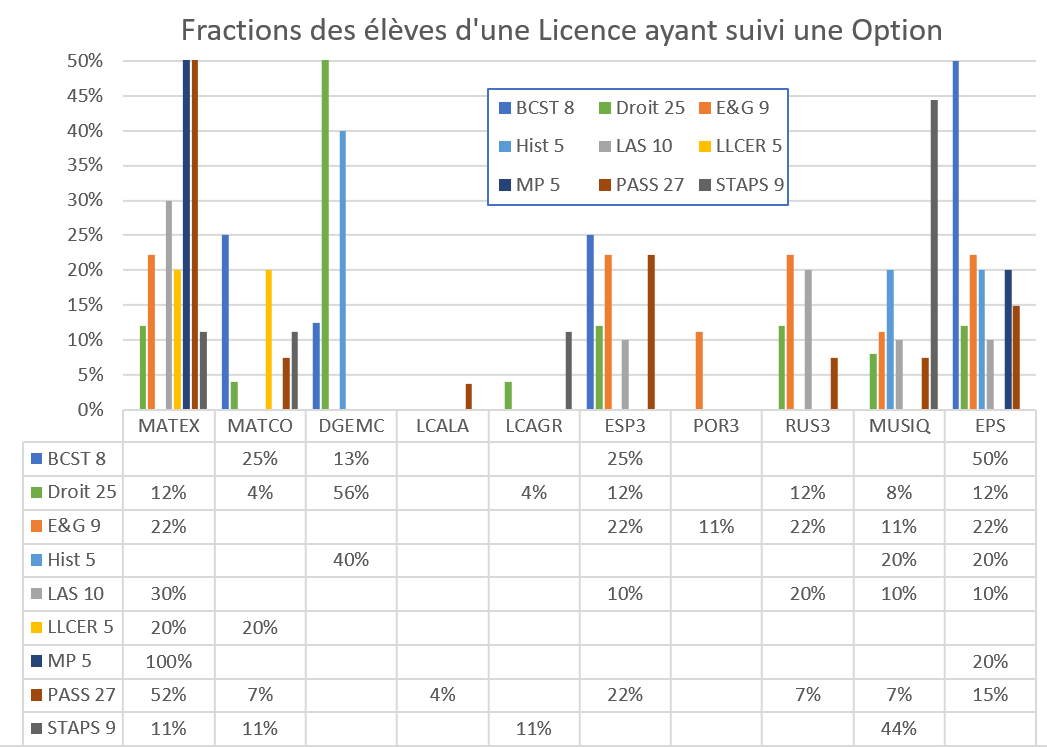 Fractions des élèves d'une Licence ayant suivi une Option
50%
45%
40%
35%
30%
25%
20%
15%
10%
5%
0%
BCST 8 Droit 25 E&G 9
Hist 5 LAS 10 LLCER 5
MP 5 PASS 27 STAPS 9
MATEX MATCO DGEMC LCALA LCAGR ESP3 POR3 RUS3 MUSIQ EPS
BCST 8 25% 13% 25% 50%
Droit 25 12% 4% 56% 4% 12% 12% 8% 12%
E&G 9 22% 22% 11% 22% 11% 22%
Hist 5 40% 20% 20%
LAS 10 30% 10% 20% 10% 10%
LLCER 5 20% 20%
MP 5 100% 20%
PASS 27 52% 7% 4% 22% 7% 7% 15%
STAPS 9 11% 11% 11% 44%